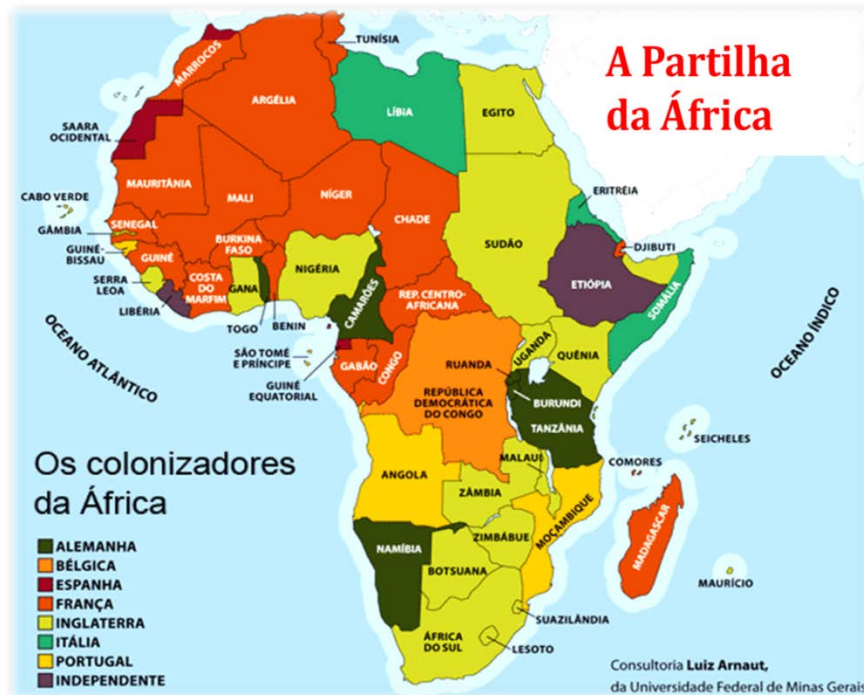 A Partilha
da África
TUNÍSIA
MARROCOS
ARGÉLIA
LÍBIA
EGITO
SAARA
OCIDENTAL
MAURITÂNIA
MALI
NÍGER
CHADE
SUDÃO
ERITRÉIA
CABO VERDE
SENEGAL
GÂMBIA
GUINÉ-
BISSAU
GUINÉ
BURKINA
FASO
DJIBUTI
NIGÉRIA
ETIÓPIA
SERRA
LEOA
COSTA
DO
MARFIM
GANA
LIBÉRIA
TOGO
BENIN
CAMARÕES
REP. CENTRO-
AFRICANA
SOMÁLIA
OCEANO ATLÂNTICO
OCEANO ÍNDICO
SÃO TOMÉ
E PRÍNCIPE
GUINÉ
EQUATORIAL
GABÃO
CONGO
UGANDA
QUÊNIA
RUANDA
REPÚBLICA
DEMOCRÁTICA
DO CONGO
BURUNDI
TANZÂNIA
SEICHELES
COMORES
ANGOLA
MALAUI
ZÂMBIA
MOÇAMBIQUE
MADAGASCAR
NAMÍBIA
ZIMBÁBUE
BOTSUANA
MAURÍCIO
SUAZILÂNDIA
ÁFRICA
DO SUL
LESOTO
Os colonizadores
da África
ALEMANHA
BÉLGICA
ESPANHA
FRANÇA
INGLATERRA
ITÁLIA
PORTUGAL
INDEPENDENTE
Consultoria Luiz Arnaut,
da Universidade Federal de Minas Gerais